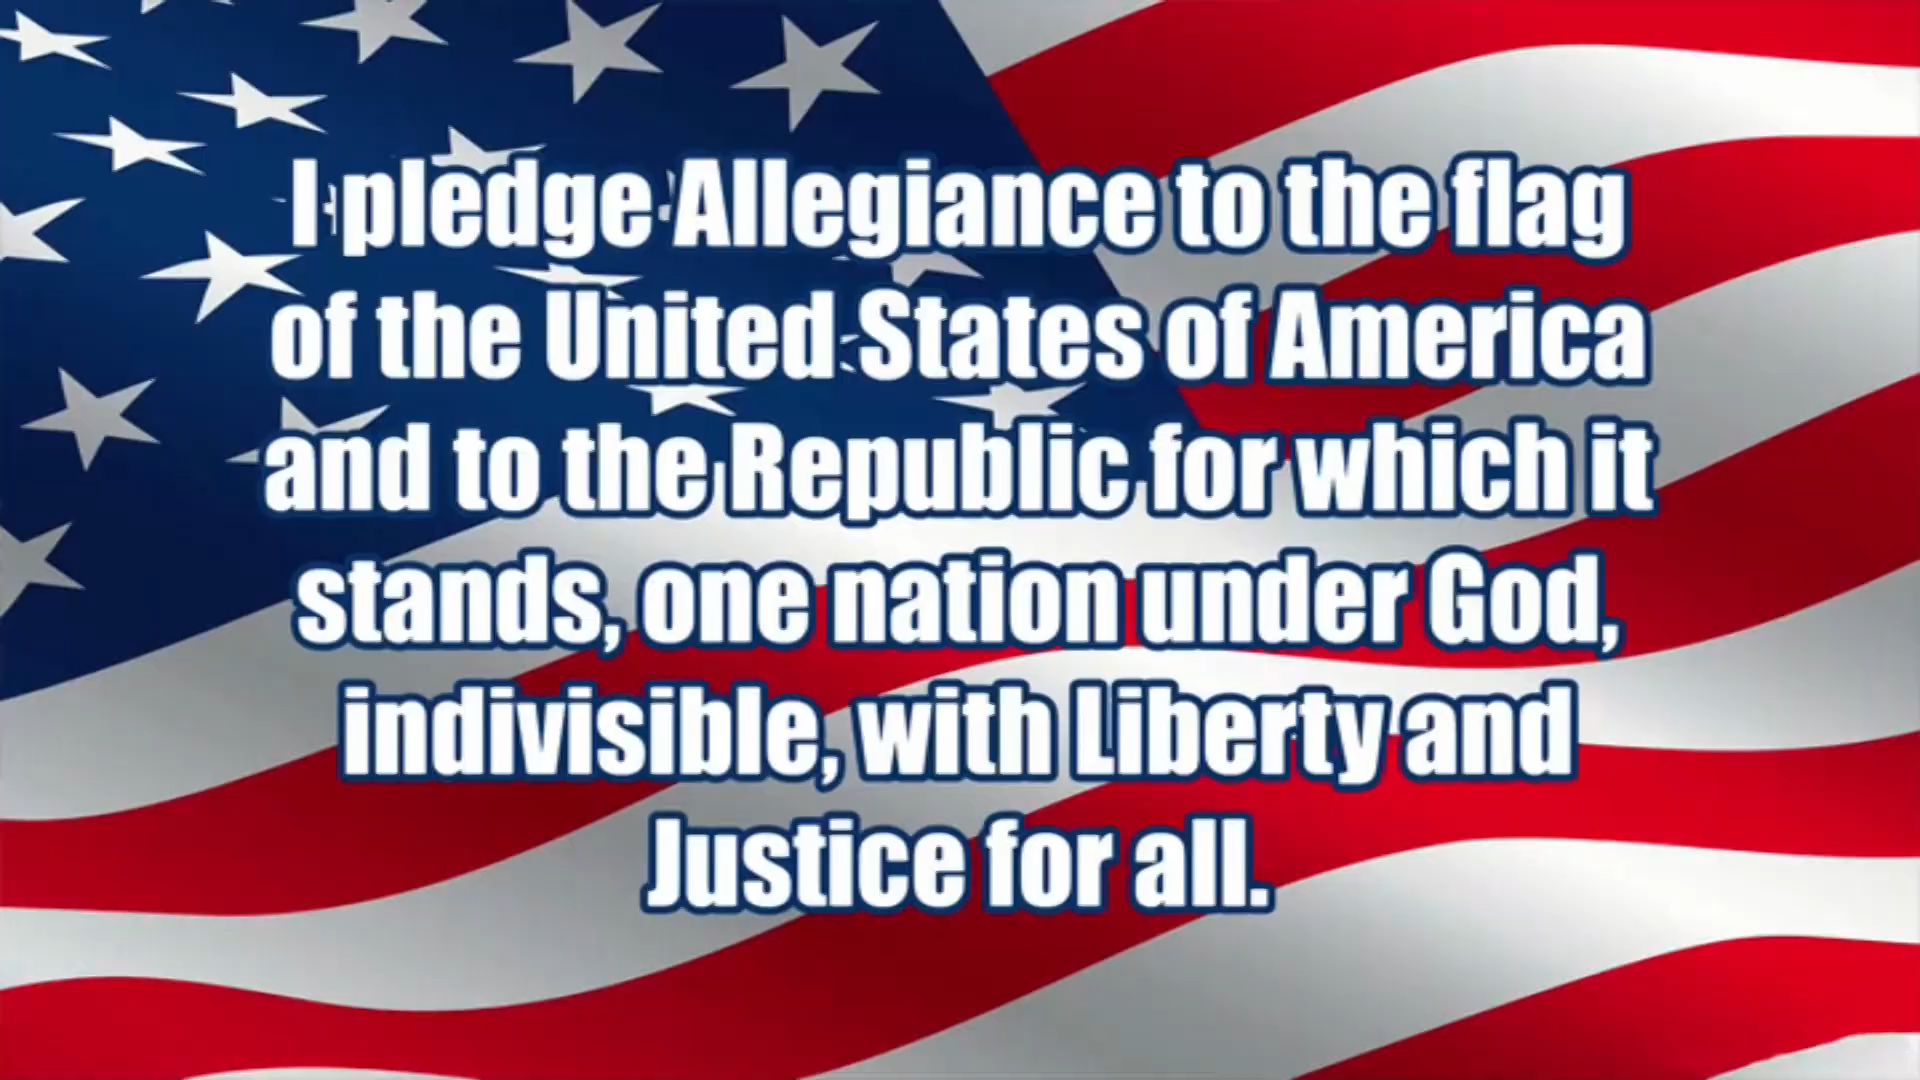 I pledge Allegiance to the flag
of the United States of America
and to the Republic for which it
stands, one nation under God,
indivisible, with Liberty and
Justice for all.